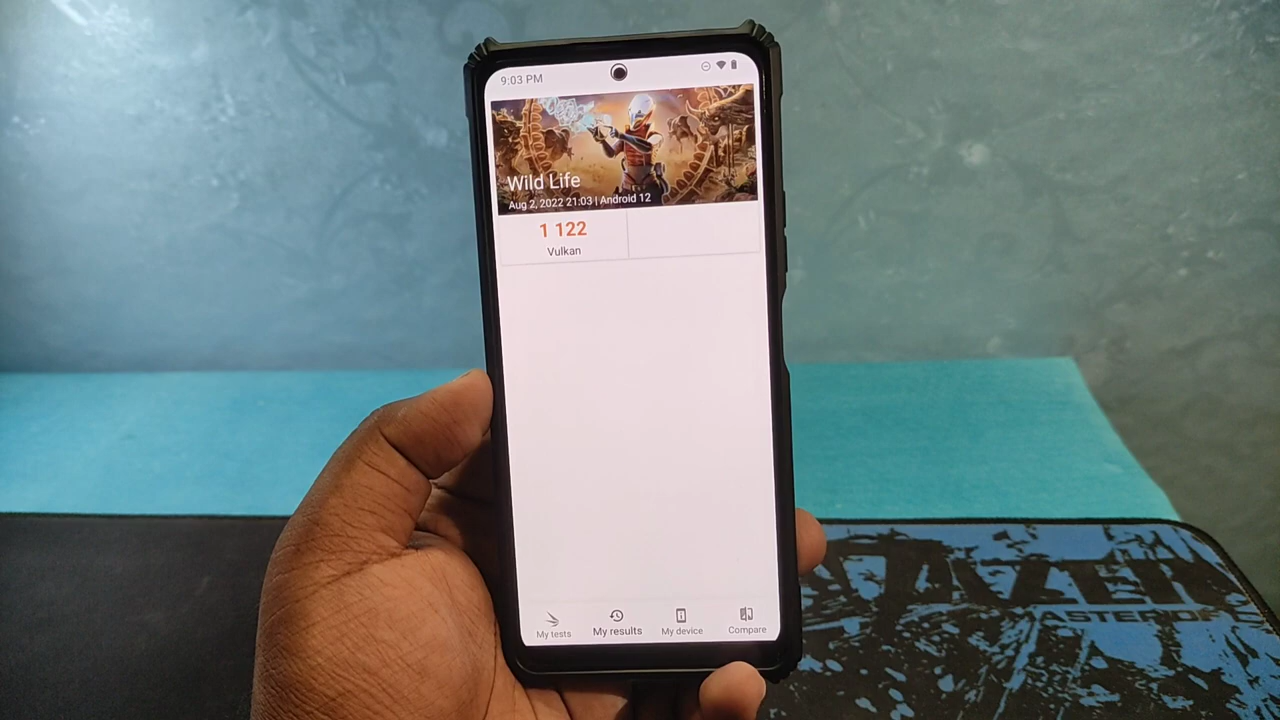 9:03 PM
Wild Life
Aug 2, 2022 21:03 | Android 12
1 122
Vulkan
My tests
My results
My device
Compare